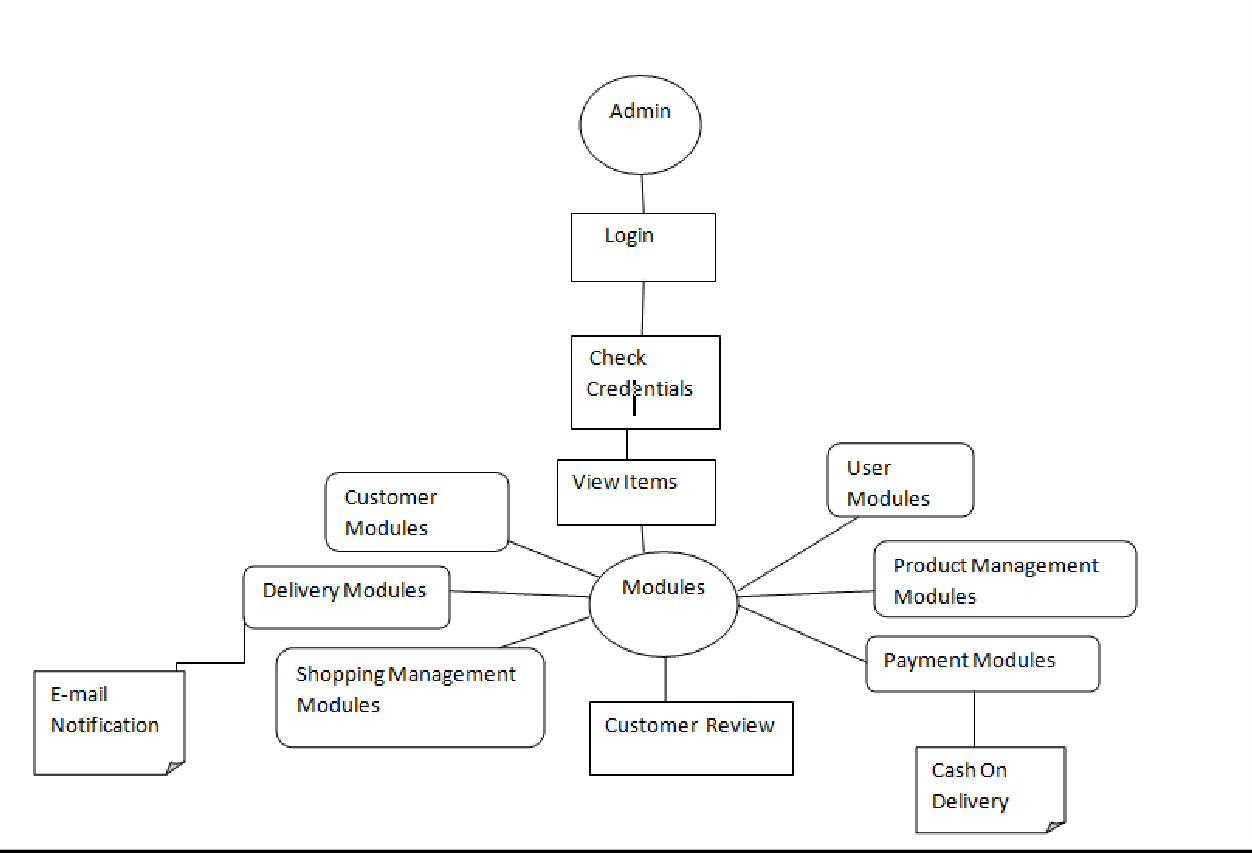 Admin
Login
Check
Credentials
View Items
User
Modules
Customer
Modules
Modules
Product Management
Modules
Delivery Modules
Payment Modules
Shopping Management
Modules
E-mail
Notification
Customer Review
Cash On
Delivery